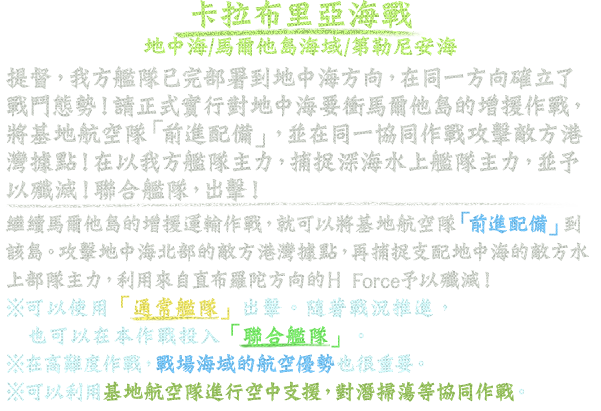 卡拉布里亞海戰
地中海/馬爾他島海域/第勒尼安海
提督，我方艦隊已完部署到地中海方向，在同一方向確立了
戰鬥態勢！請正式實行對地中海要衝馬爾他島的增援作戰，
將基地航空隊「前進配備」，並在同一協同作戰攻擊敵方港
灣據點！在以我方艦隊主力，捕捉深海水上艦隊主力，並予
以殲滅！聯合艦隊，出擊！
繼續馬爾他島的增援運輸作戰，就可以將基地航空隊「前進配備」到
該島。攻擊地中海北部的敵方港灣據點，再捕捉支配地中海的敵方水
上部隊主力，利用來自直布羅陀方向的H Force予以殲滅！
※可以使用「通常艦隊」出擊。隨著戰況推進，
也可以在本作戰投入「聯合艦隊」。
※在高難度作戰，戰場海域的航空優勢也很重要。
※可以利用基地航空隊進行空中支援，對潛掃蕩等協同作戰。